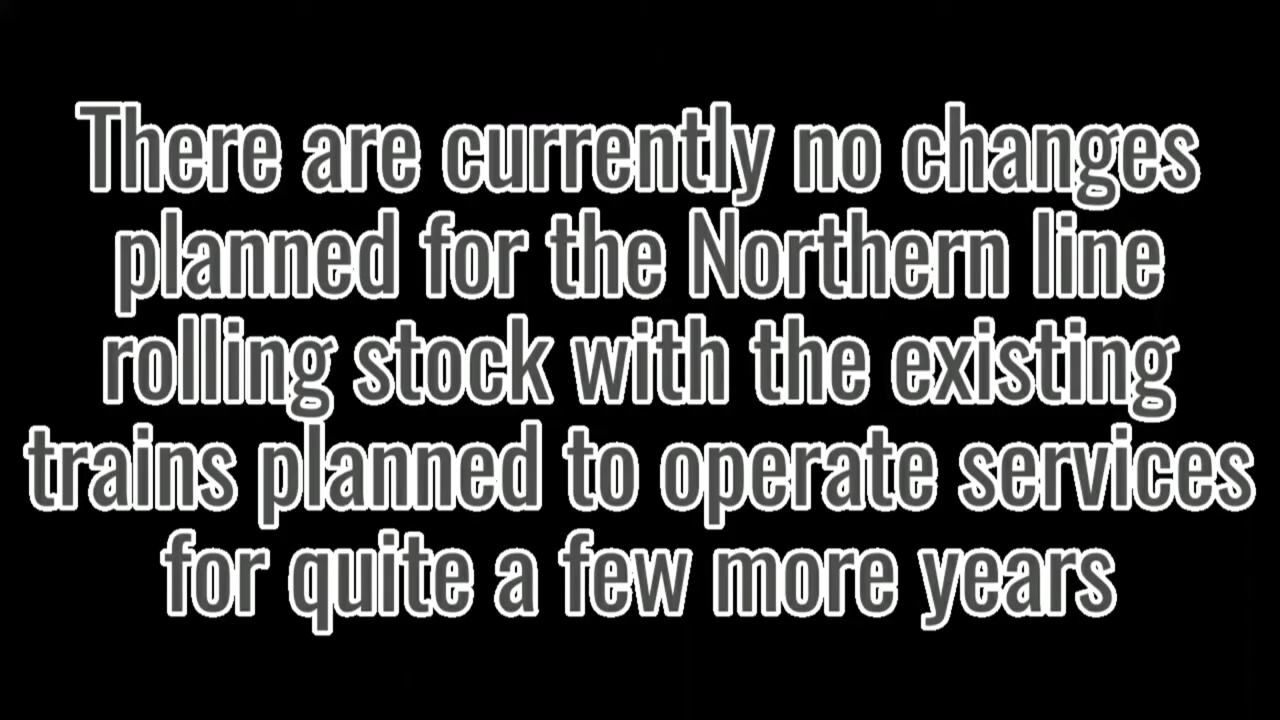 There are currently no changes
planned for the Northern line
rolling stock with the existing
trains planned to operate services
for quite a few more years